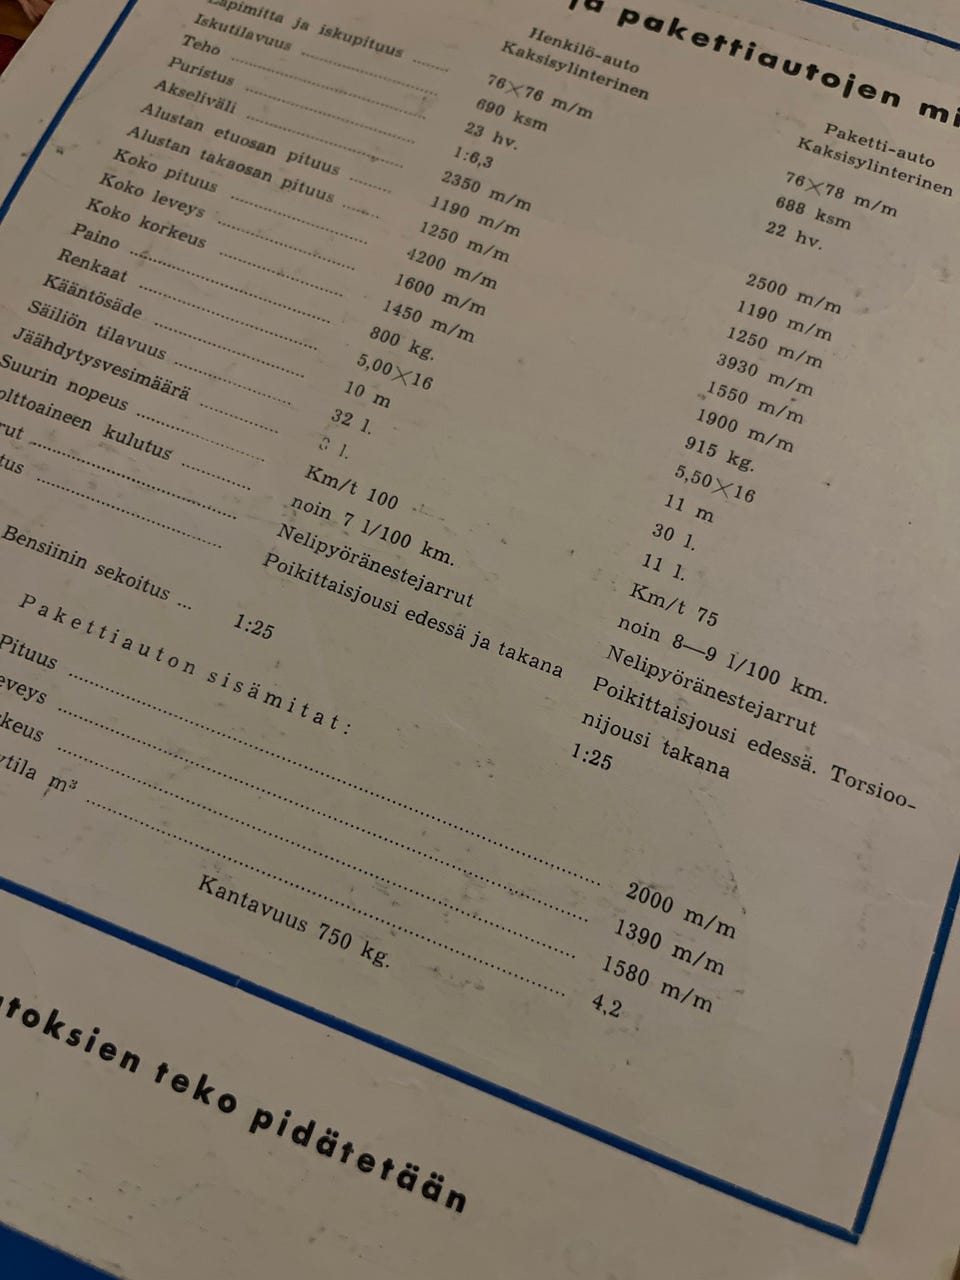 ja pakettiautojen mi
Henkilö-auto Paketti-auto
Kaksisylinterinen Kaksisylinterinen
Läpimitta ja iskupituus ...... 76×76 m/m 76×78 m/m
Iskutilavuus ...... 690 ksm 688 ksm
Teho ...... 23 hv. 22 hv.
Puristus ...... 1:6,3
Akseliväli ...... 2350 m/m 2500 m/m
Alustan etuosan pituus ...... 1190 m/m 1190 m/m
Alustan takaosan pituus ...... 1250 m/m 1250 m/m
Koko pituus ...... 4200 m/m 3930 m/m
Koko leveys ...... 1600 m/m 1550 m/m
Koko korkeus ...... 1450 m/m 1900 m/m
Paino ...... 800 kg. 915 kg.
Renkaat ...... 5,00×16 5,50×16
Kääntösäde ...... 10 m 11 m
Säiliön tilavuus ...... 32 l. 30 l.
Jäähdytysvesimäärä ...... l. 11 l.
Suurin nopeus ...... Km/t 100 Km/t 75
olttoaineen kulutus ...... noin 7 l/100 km. noin 8—9 l/100 km.
rut ...... Nelipyöränestejarrut Nelipyöränestejarrut
tus ...... Poikittaisjousi edessä ja takana Poikittaisjousi edessä. Torsioo-
nijousi takana
Bensiinin sekoitus ... 1:25 1:25
Pakettiauton sisämitat:
Pituus ...... 2000 m/m
eveys ...... 1390 m/m
keus ...... 1580 m/m
ytila m³ ...... 4,2
Kantavuus 750 kg.
utoksien teko pidätetään